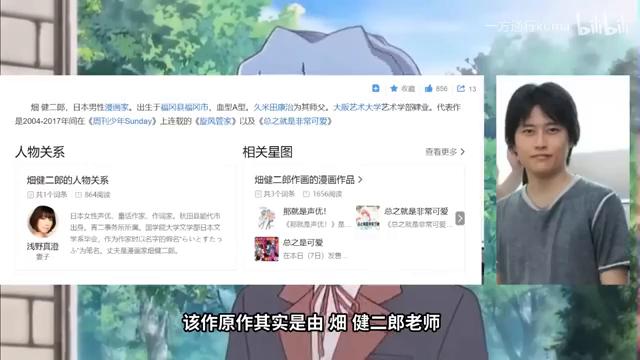 一方通行kuma
bilibili
收藏 856 13
畑 健二郎，日本男性漫画家。出生于福冈县福冈市，血型A型。久米田康治为其师父。大阪艺术大学艺术学部肄业。代表作
是2004-2017年间在《周刊少年Sunday》上连载的《旋风管家》以及《总之就是非常可爱》
人物关系
畑健二郎的人物关系
共1个词条 864阅读
浅野真澄
妻子
日本女性声优、童话作家、作词家。秋田县能代市
出身。青二事务所所属。国学院大学文学部日本文
学系毕业。作为作家时以名字的假名“らいとすたっ
ふ”为笔名。丈夫是漫画家畑健二郎。
相关星图
查看更多
畑健二郎作画的漫画作品
共3个词条 1656阅读
那就是声优！
《那就是声优！》是...
总之就是非常可爱
《总之就是非常可爱...
总之是可爱
在本日（7日）发售...
该作原作其实是由 畑 健二郎老师